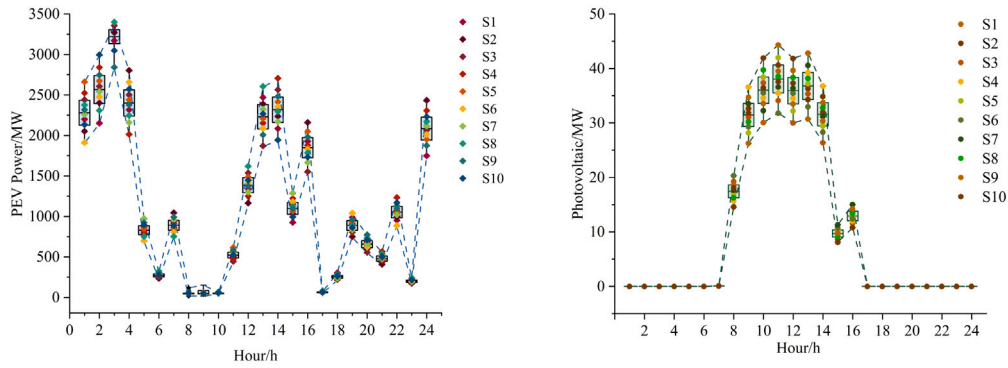 3500
3000
2500
2000
1500
1000
500
0
PEV Power/MW
0 2 4 6 8 10 12 14 16 18 20 22 24
Hour/h
S1
S2
S3
S4
S5
S6
S7
S8
S9
S10
50
40
30
20
10
0
Photovoltaic/MW
2 4 6 8 10 12 14 16 18 20 22 24
Hour/h
S1
S2
S3
S4
S5
S6
S7
S8
S9
S10